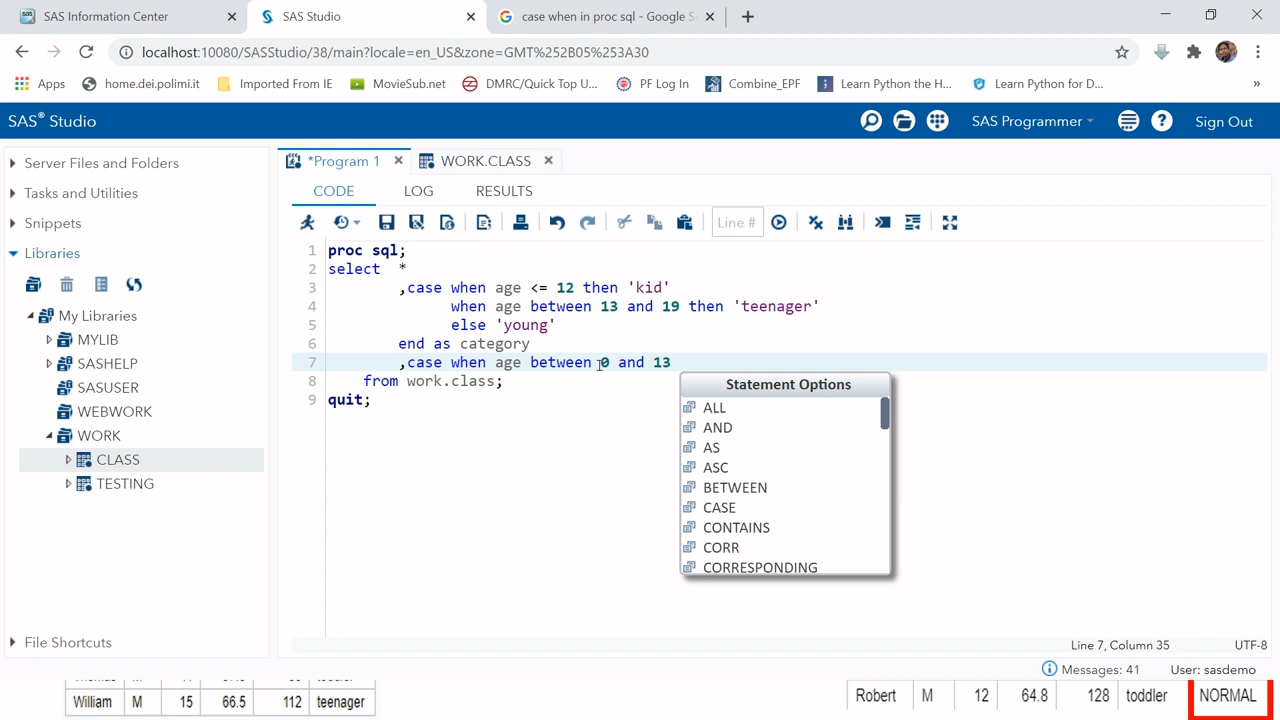 SAS Information Center
SAS Studio
case when in proc sql - Google S
localhost:10080/SASStudio/38/main?locale=en_US&zone=GMT%252B05%253A30
Apps
home.dei.polimi.it
Imported From IE
MovieSub.net
DMRC/Quick Top U...
PF Log In
Combine_EPF
Learn Python the H...
Learn Python for D...
»
SAS® Studio
SAS Programmer
Sign Out
Server Files and Folders
Tasks and Utilities
Snippets
Libraries
My Libraries
MYLIB
SASHELP
SASUSER
WEBWORK
WORK
CLASS
TESTING
File Shortcuts
*Program 1
WORK.CLASS
CODE
LOG
RESULTS
Line #
1 proc sql;
2 select *
3 ,case when age <= 12 then 'kid'
4 when age between 13 and 19 then 'teenager'
5 else 'young'
6 end as category
7 ,case when age between 0 and 13
8 from work.class;
9 quit;
Statement Options
ALL
AND
AS
ASC
BETWEEN
CASE
CONTAINS
CORR
CORRESPONDING
Line 7, Column 35
UTF-8
Messages: 41
User: sasdemo
William M 15 66.5 112 teenager
Robert M 12 64.8 128 toddler NORMAL